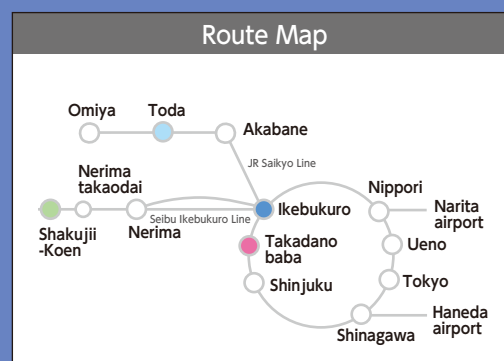 Route Map
Omiya
Toda
Akabane
JR Saikyo Line
Nerima
takaodai
Nippori
Narita
airport
Ikebukuro
Seibu Ikebukuro Line
Nerima
Shakujii
-Koen
Takadano
baba
Ueno
Shinjuku
Tokyo
Haneda
airport
Shinagawa